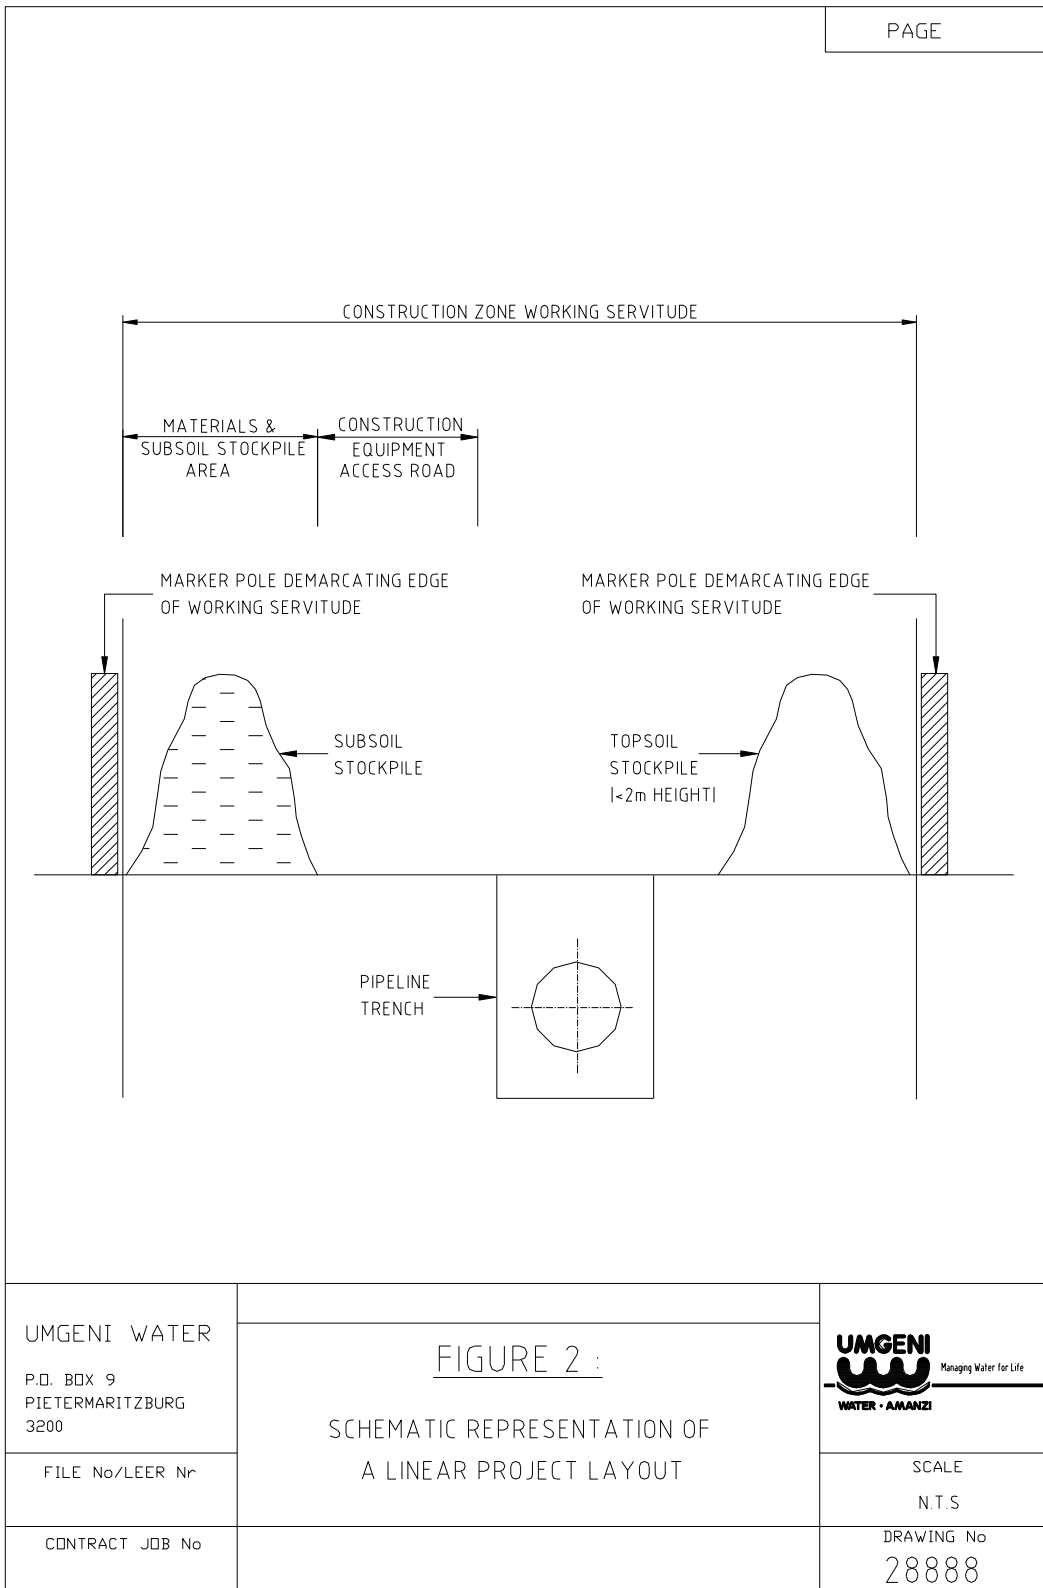 PAGE
CONSTRUCTION ZONE WORKING SERVITUDE
MATERIALS &
SUBSOIL STOCKPILE
AREA
CONSTRUCTION
EQUIPMENT
ACCESS ROAD
MARKER POLE DEMARCATING EDGE
OF WORKING SERVITUDE
MARKER POLE DEMARCATING EDGE
OF WORKING SERVITUDE
SUBSOIL
STOCKPILE
TOPSOIL
STOCKPILE
|<2m HEIGHT|
PIPELINE
TRENCH
UMGENI WATER
P.O. BOX 9
PIETERMARITZBURG
3200
FILE No/LEER Nr
CONTRACT JOB No
FIGURE 2 :
SCHEMATIC REPRESENTATION OF
A LINEAR PROJECT LAYOUT
UMGENI
Managing Water for Life
WATER • AMANZI
SCALE
N.T.S
DRAWING No
28888